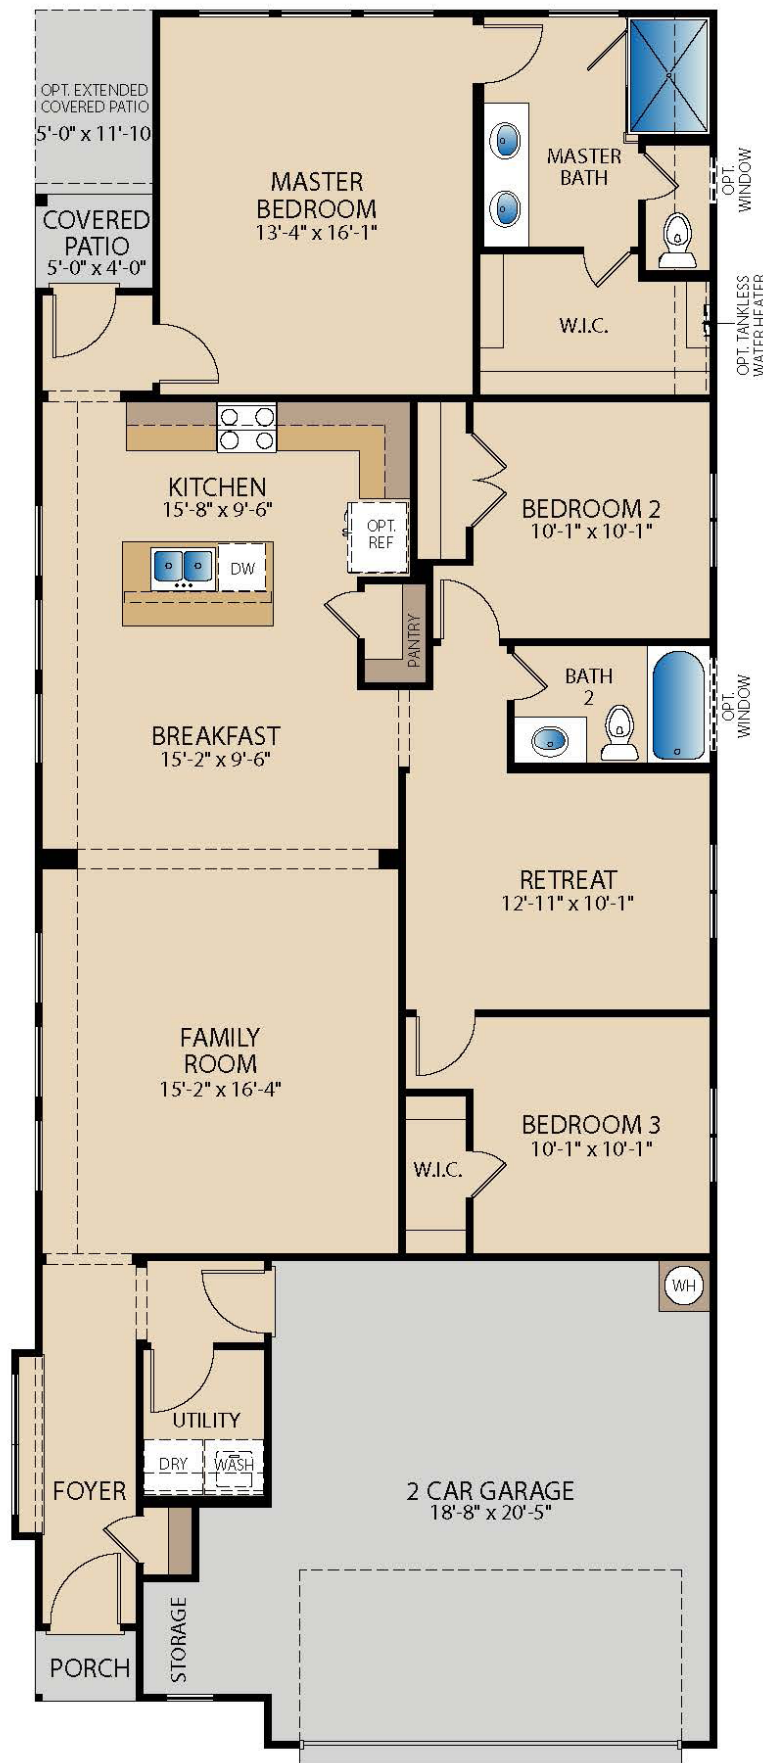 OPT. EXTENDED
COVERED PATIO
5'-0" x 11'-10
COVERED
PATIO
5'-0" x 4'-0"
MASTER
BEDROOM
13'-4" x 16'-1"
MASTER
BATH
OPT.
WINDOW
W.I.C.
OPT. TANKLESS
WATER HEATER
KITCHEN
15'-8" x 9'-6"
OPT.
REF
DW
PANTRY
BEDROOM 2
10'-1" x 10'-1"
BATH
2
OPT.
WINDOW
BREAKFAST
15'-2" x 9'-6"
RETREAT
12'-11" x 10'-1"
FAMILY
ROOM
15'-2" x 16'-4"
BEDROOM 3
10'-1" x 10'-1"
W.I.C.
WH
UTILITY
DRY
WASH
FOYER
2 CAR GARAGE
18'-8" x 20'-5"
STORAGE
PORCH